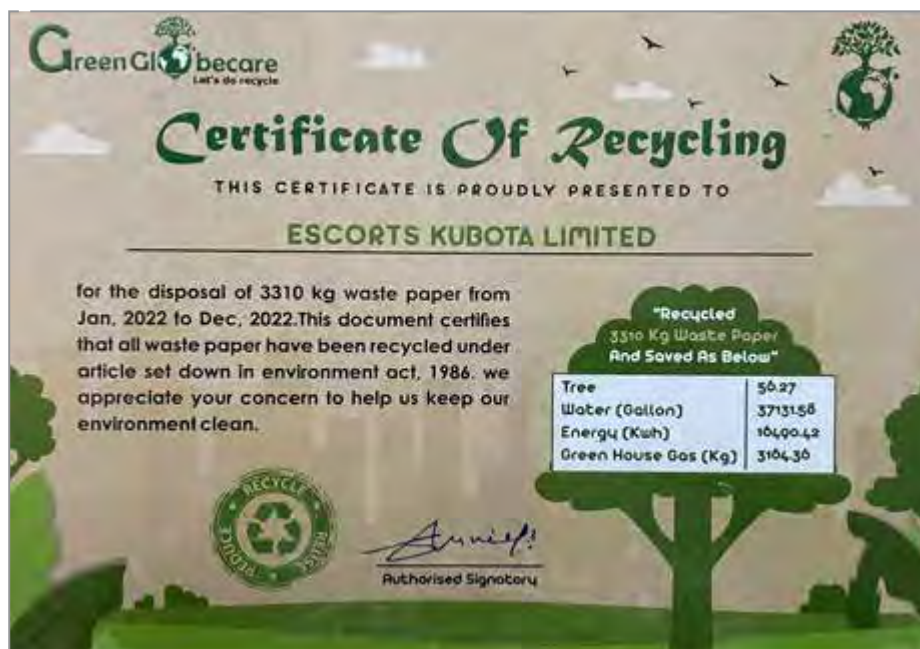 Green Globecare
Let's do recycle
Certificate Of Recycling
THIS CERTIFICATE IS PROUDLY PRESENTED TO
ESCORTS KUBOTA LIMITED
for the disposal of 3310 kg waste paper from
Jan, 2022 to Dec, 2022.This document certifies
that all waste paper have been recycled under
article set down in environment act, 1986. we
appreciate your concern to help us keep our
environment clean.
"Recycled
3310 Kg Waste Paper
And Saved As Below"
Tree 56.27
Water (Gallon) 37131.58
Energy (Kwh) 16490.42
Green House Gas (Kg) 3164.36
RECYCLE
REDUCE
Authorised Signatory